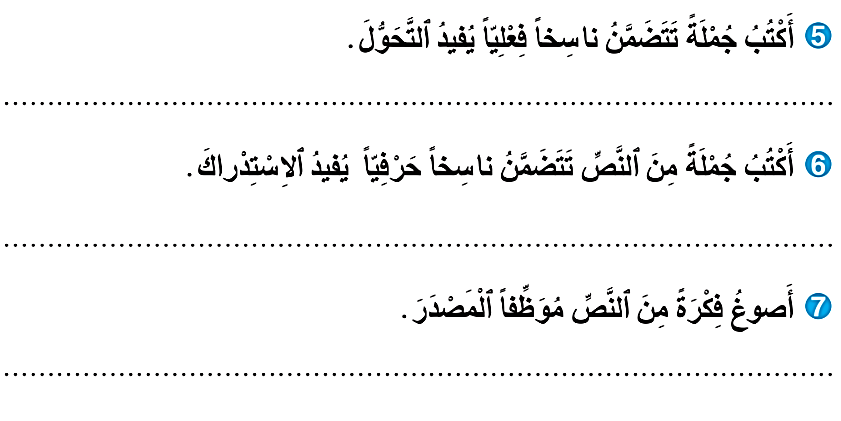 5 أَكْتُبُ جُمْلَةً تَتَضَمَّنُ ناسِخاً فِعْلِيّاً يُفيدُ ٱلتَّحَوُّلَ.
................................................................................
6 أَكْتُبُ جُمْلَةً مِنَ ٱلنَّصِّ تَتَضَمَّنُ ناسِخاً حَرْفِيّاً يُفيدُ ٱلاِسْتِدْراكَ.
................................................................................
7 أَصوغُ فِكْرَةً مِنَ ٱلنَّصِّ مُوَظِّفاً ٱلْمَصْدَرَ.
................................................................................